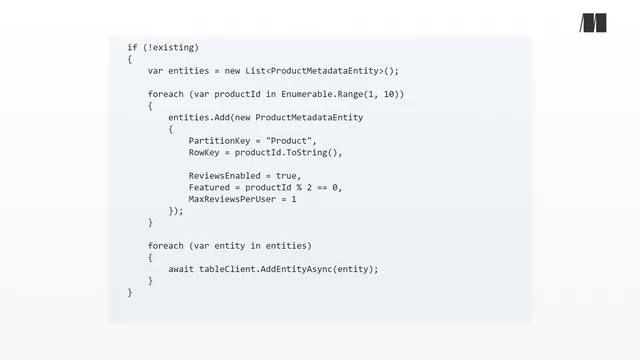 if (!existing)
{
    var entities = new List<ProductMetadataEntity>();

    foreach (var productId in Enumerable.Range(1, 10))
    {
        entities.Add(new ProductMetadataEntity
        {
            PartitionKey = "Product",
            RowKey = productId.ToString(),

            ReviewsEnabled = true,
            Featured = productId % 2 == 0,
            MaxReviewsPerUser = 1
        });
    }

    foreach (var entity in entities)
    {
        await tableClient.AddEntityAsync(entity);
    }
}